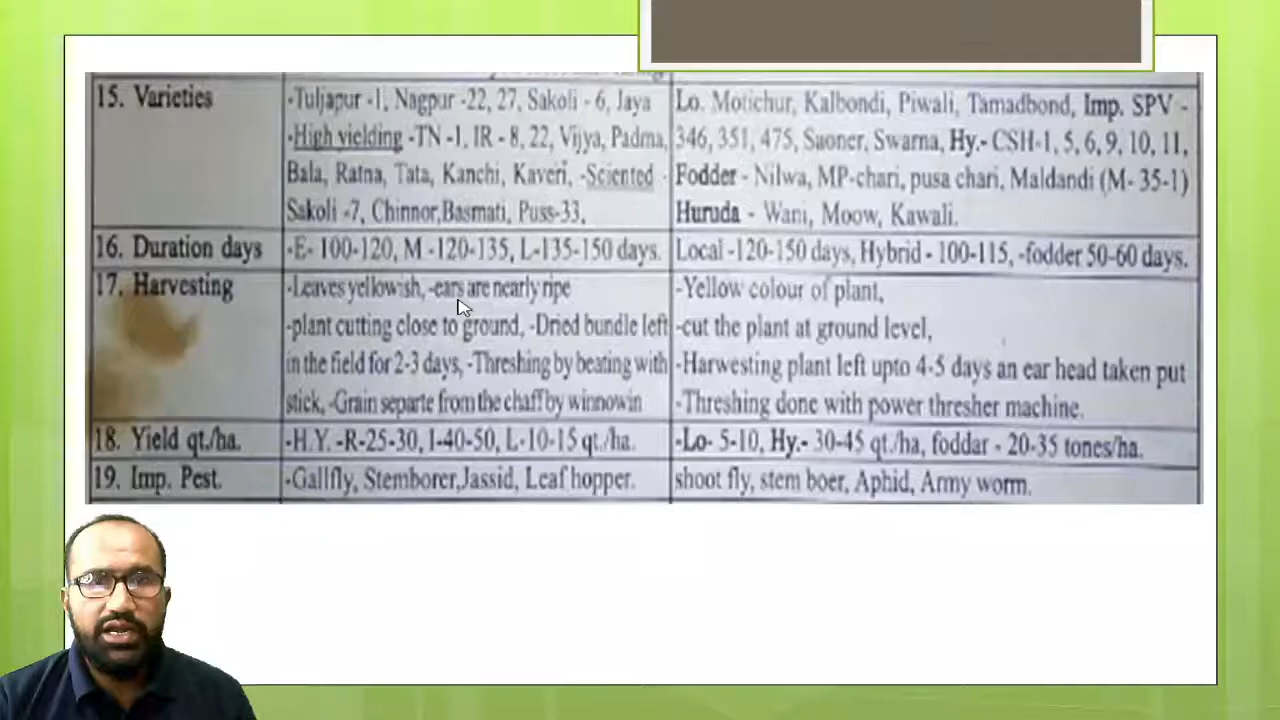 15. Varieties
-Tuljapur -1, Nagpur -22, 27, Sakoli - 6, Jaya
-High yielding -TN -1, IR - 8, 22, Vijya, Padma,
Bala, Ratna, Tata, Kanchi, Kaveri, -Sciented -
Sakoli -7, Chinnor,Basmati, Puss-33,
Lo. Motichur, Kalbondi, Piwali, Tamadbond, Imp. SPV -
346, 351, 475, Saoner, Swarna, Hy.- CSH-1, 5, 6, 9, 10, 11,
Fodder - Nilwa, MP-chari, pusa chari, Maldandi (M- 35-1)
Huruda - Wani, Moow, Kawali.
16. Duration days
-E- 100-120, M -120-135, L-135-150 days.
Local -120-150 days, Hybrid - 100-115, -fodder 50-60 days.
17. Harvesting
-Leaves yellowish, -ears are nearly ripe
-plant cutting close to ground, -Dried bundle left
in the field for 2-3 days, -Threshing by beating with
stick, -Grain separte from the chaff by winnowin
-Yellow colour of plant,
-cut the plant at ground level,
-Harwesting plant left upto 4-5 days an ear head taken put
-Threshing done with power thresher machine.
18. Yield qt./ha.
-H.Y. -R-25-30, I-40-50, L-10-15 qt./ha.
-Lo- 5-10, Hy.- 30-45 qt./ha, foddar - 20-35 tones/ha.
19. Imp. Pest.
-Gallfly, Stemborer,Jassid, Leaf hopper.
shoot fly, stem boer, Aphid, Army worm.